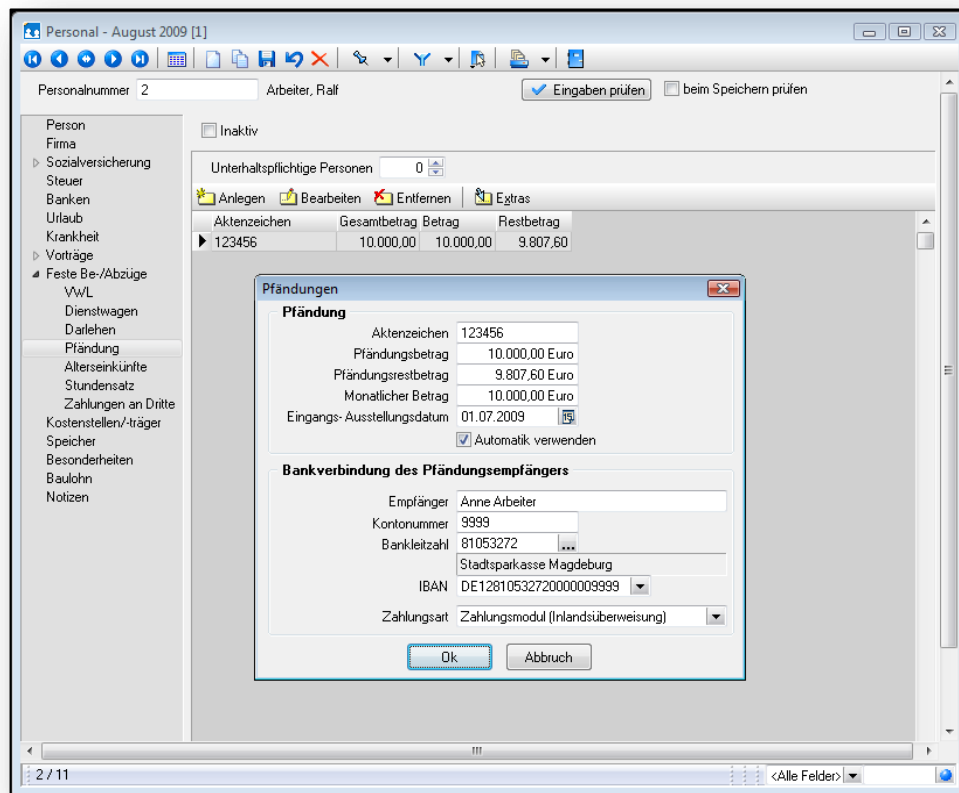 Personal - August 2009 [1]
Personalnummer 2 Arbeiter, Ralf Eingaben prüfen beim Speichern prüfen
Person
Firma
Sozialversicherung
Steuer
Banken
Urlaub
Krankheit
Vorträge
Feste Be-/Abzüge
VWL
Dienstwagen
Darlehen
Pfändung
Alterseinkünfte
Stundensatz
Zahlungen an Dritte
Kostenstellen/-träger
Speicher
Besonderheiten
Baulohn
Notizen
Inaktiv
Unterhaltspflichtige Personen 0
Anlegen Bearbeiten Entfernen Extras
Aktenzeichen Gesamtbetrag Betrag Restbetrag
123456 10.000,00 10.000,00 9.807,60
Pfändungen
Pfändung
Aktenzeichen 123456
Pfändungsbetrag 10.000,00 Euro
Pfändungsrestbetrag 9.807,60 Euro
Monatlicher Betrag 10.000,00 Euro
Eingangs- Ausstellungsdatum 01.07.2009 15
Automatik verwenden
Bankverbindung des Pfändungsempfängers
Empfänger Anne Arbeiter
Kontonummer 9999
Bankleitzahl 81053272 ...
Stadtsparkasse Magdeburg
IBAN DE12810532720000009999
Zahlungsart Zahlungsmodul (Inlandsüberweisung)
Ok Abbruch
2 / 11 <Alle Felder>